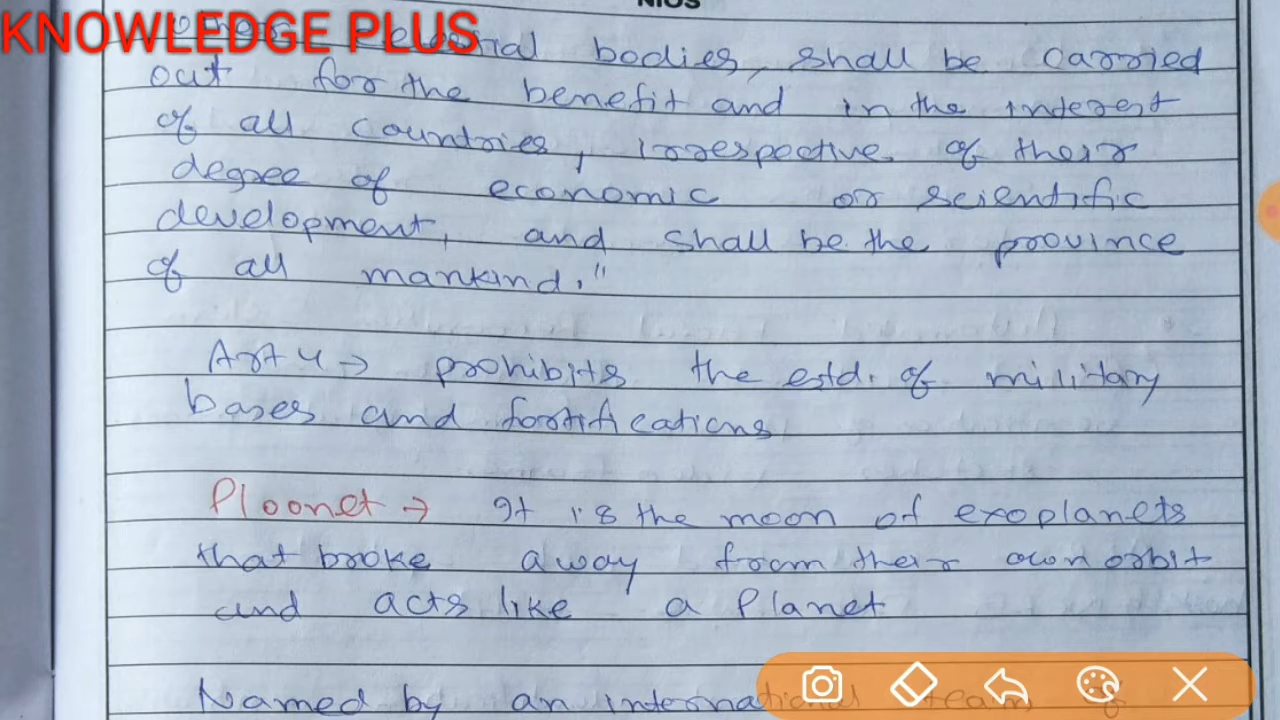 NIOS
KNOWLEDGE PLUS
other celestial bodies, shall be carried
out for the benefit and in the interest
of all countries, irrespective of their
degree of economic or scientific
development, and shall be the province
of all mankind."
Art 4 → prohibits the estd. of military
bases and fortifications
Ploonet → It is the moon of exoplanets
that broke away from their own orbit
and acts like a Planet
Named by an international team of